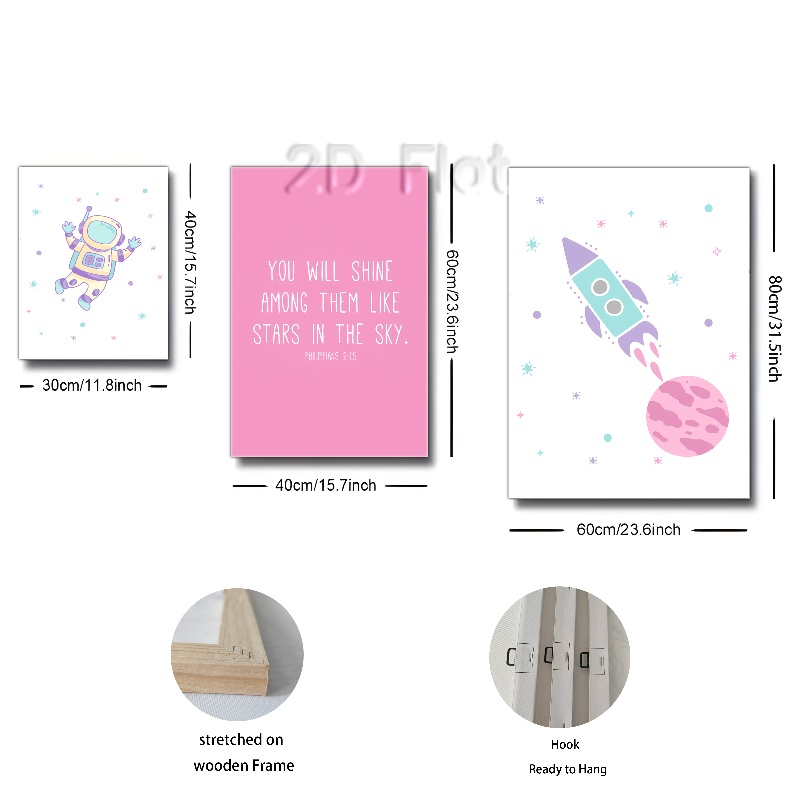 2D Flat
40cm/15.7inch
30cm/11.8inch
YOU WILL SHINE
AMONG THEM LIKE
STARS IN THE SKY.
PHILIPPIANS 2:15
60cm/23.6inch
40cm/15.7inch
80cm/31.5inch
60cm/23.6inch
stretched on
wooden Frame
Hook
Ready to Hang